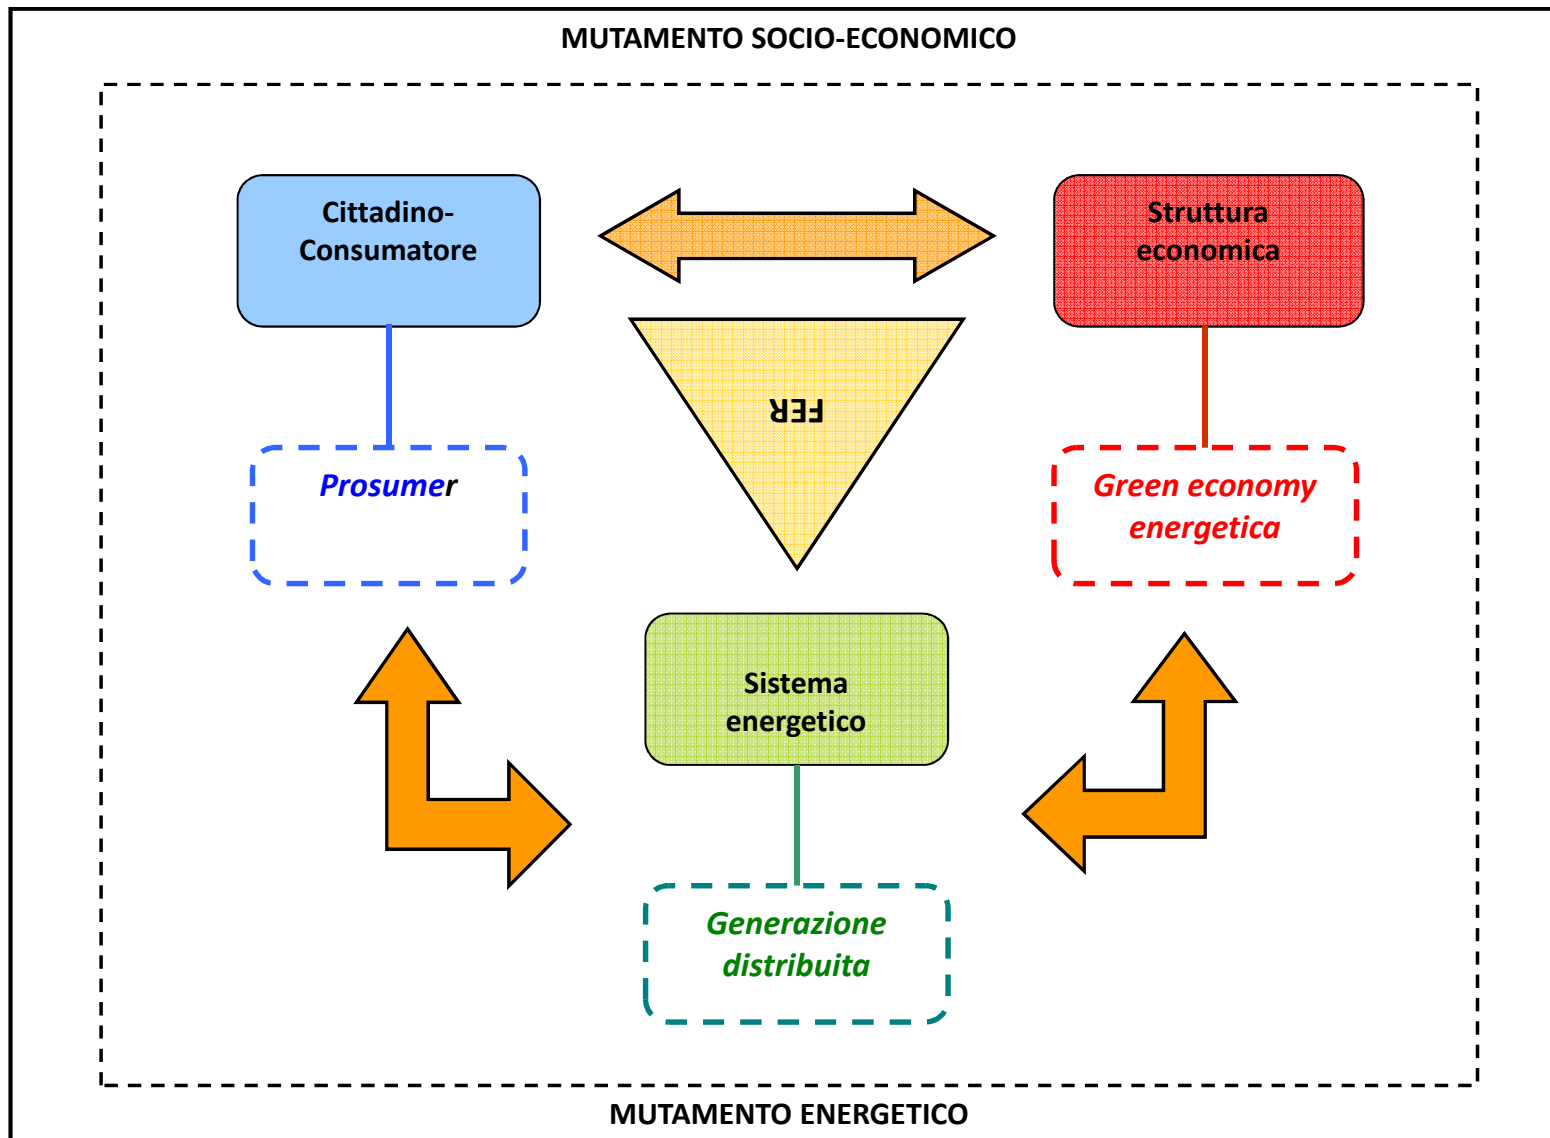 MUTAMENTO SOCIO-ECONOMICO
Cittadino-
Consumatore
Struttura
economica
FER
Prosumer
Green economy
energetica
Sistema
energetico
Generazione
distribuita
MUTAMENTO ENERGETICO